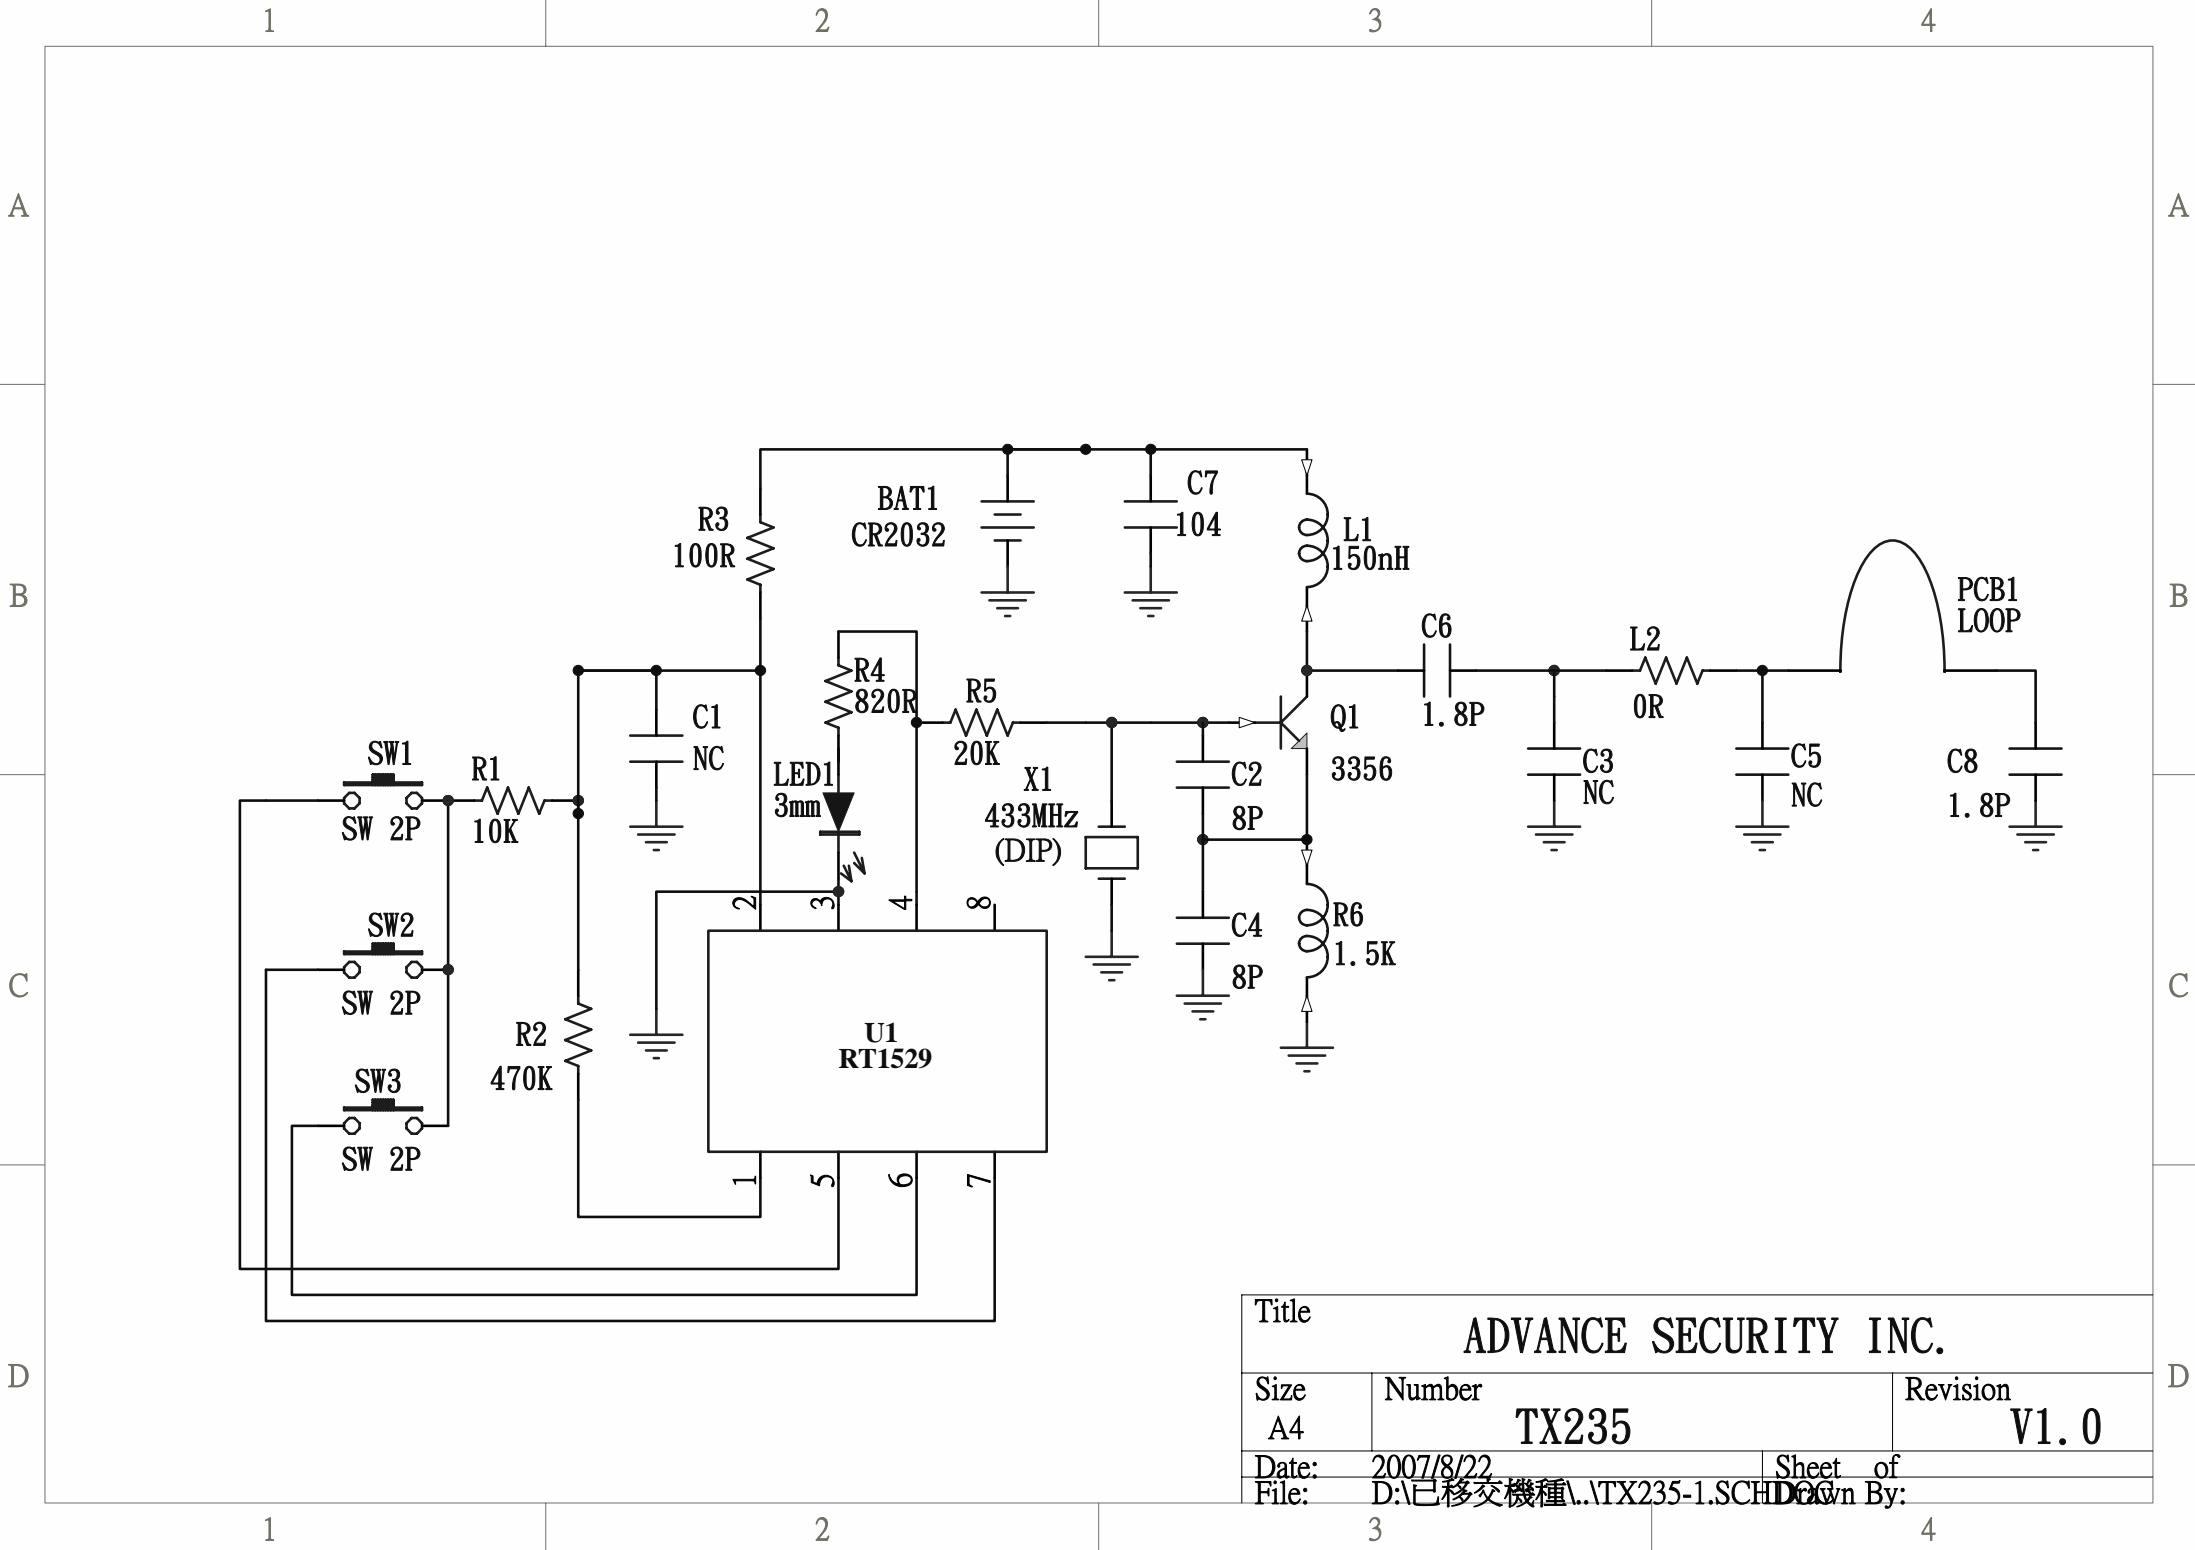 1 2 3 4
A A
B B
C C
D D
R3
100R
BAT1
CR2032
C7
104
L1
150nH
PCB1
LOOP
C6
1.8P
L2
0R
R4
820R
R5
20K
C1
NC
Q1
3356
SW1
SW 2P
R1
10K
LED1
3mm
X1
433MHz
(DIP)
C2
8P
C3
NC
C5
NC
C8
1.8P
2 3 4 8
SW2
SW 2P
C4
8P
R6
1.5K
R2
470K
U1
RT1529
SW3
SW 2P
1 5 6 7
Title
ADVANCE SECURITY INC.
Size
A4
Number
TX235
Revision
V1.0
Date: 2007/8/22 Sheet of
File: D:\已移交機種\..\TX235-1.SCHDOC Drawn By:
1 2 3 4